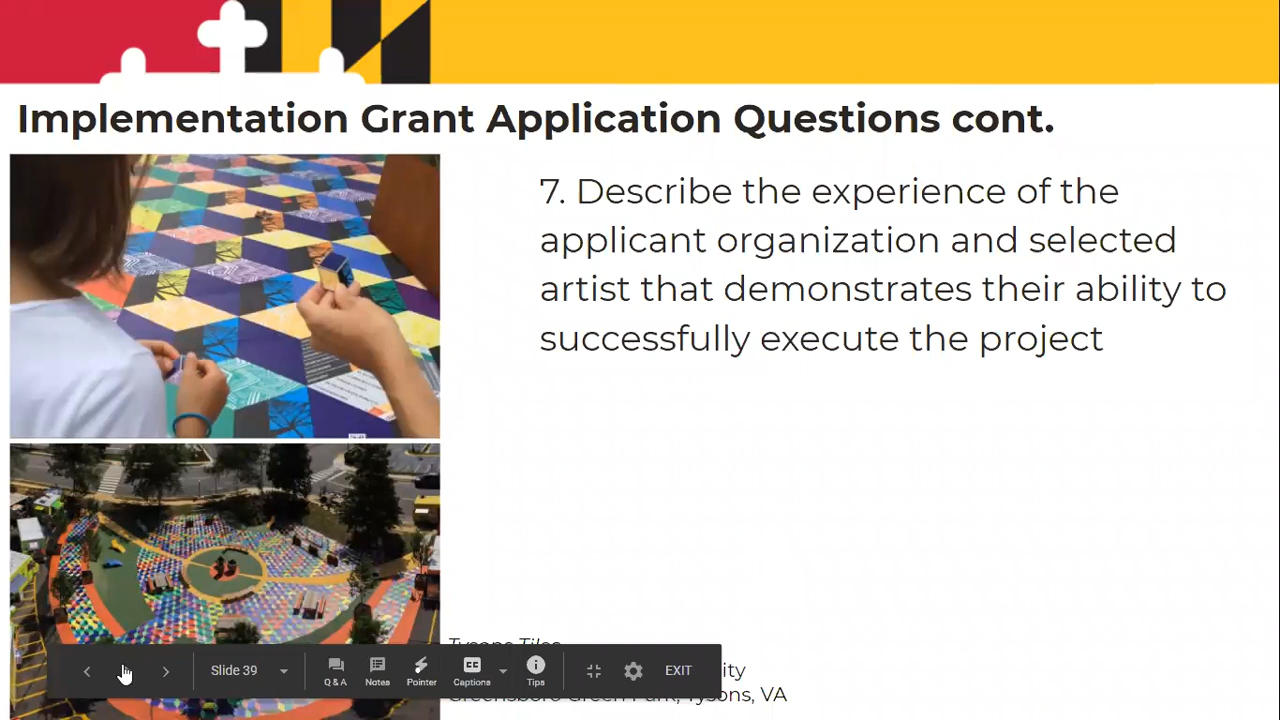 Implementation Grant Application Questions cont.
7. Describe the experience of the
applicant organization and selected
artist that demonstrates their ability to
successfully execute the project
Tysons Tiles
ity
Greensboro Green Park, Tysons, VA
Slide 39
Q & A
Notes
Pointer
CC
Captions
Tips
EXIT